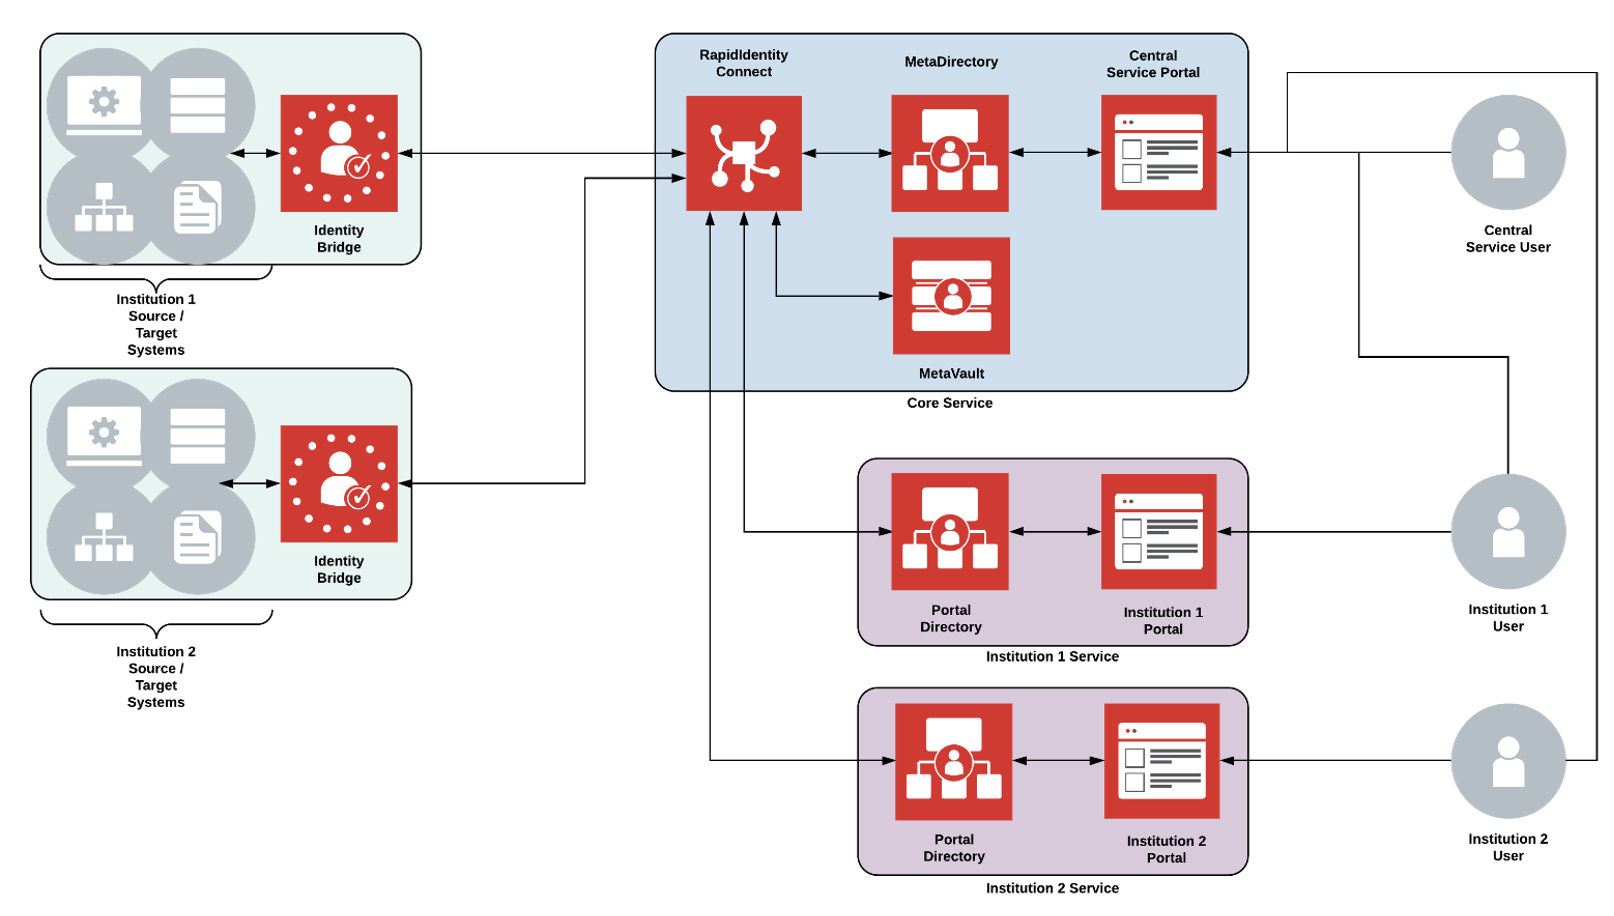 RapidIdentity
Connect
MetaDirectory
Central
Service Portal
Identity
Bridge
Central
Service User
Institution 1
Source /
Target
Systems
MetaVault
Core Service
Identity
Bridge
Portal
Directory
Institution 1
Portal
Institution 1
User
Institution 1 Service
Institution 2
Source /
Target
Systems
Portal
Directory
Institution 2
Portal
Institution 2
User
Institution 2 Service